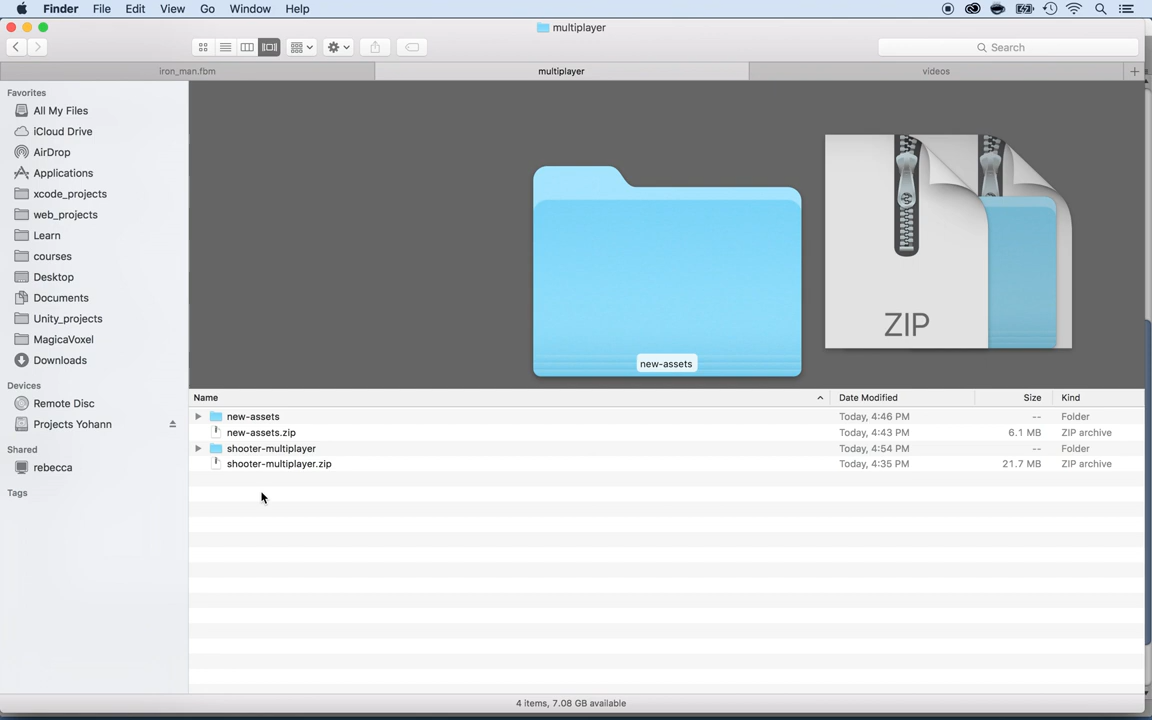 Finder File Edit View Go Window Help
multiplayer
Search
iron_man.fbm multiplayer videos
Favorites
All My Files
iCloud Drive
AirDrop
Applications
xcode_projects
web_projects
Learn
courses
Desktop
Documents
Unity_projects
MagicaVoxel
Downloads
Devices
Remote Disc
Projects Yohann
Shared
rebecca
Tags
ZIP
new-assets
Name Date Modified Size Kind
new-assets Today, 4:46 PM -- Folder
new-assets.zip Today, 4:43 PM 6.1 MB ZIP archive
shooter-multiplayer Today, 4:54 PM -- Folder
shooter-multiplayer.zip Today, 4:35 PM 21.7 MB ZIP archive
4 items, 7.08 GB available